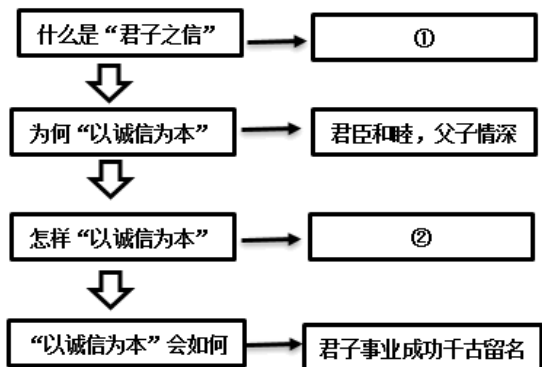 什么是“君子之信”
①
为何“以诚信为本”
君臣和睦，父子情深
怎样“以诚信为本”
②
“以诚信为本”会如何
君子事业成功千古留名